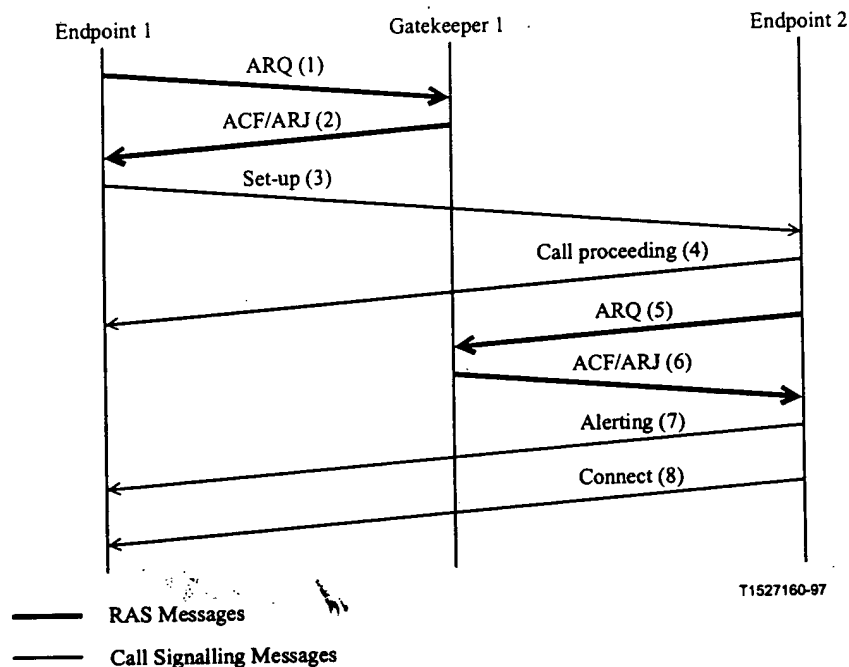 Endpoint 1
Gatekeeper 1
Endpoint 2
ARQ (1)
ACF/ARJ (2)
Set-up (3)
Call proceeding (4)
ARQ (5)
ACF/ARJ (6)
Alerting (7)
Connect (8)
T1527160-97
RAS Messages
Call Signalling Messages